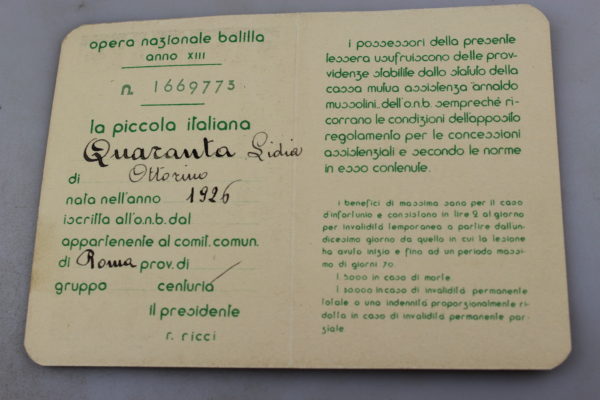 opera nazionale balilla
anno XIII
n. 1669773
la piccola italiana
Quaranta Lidia
di Ottorino
nata nell'anno 1926
iscritta all'o.n.b. dal
appartenente al comit. comun.
di Roma prov. di
gruppo centuria
il presidente
r. ricci
i possessori della presente
tessera usufruiscono delle prov-
videnze stabilite dallo statuto della
cassa mutua assistenza "arnaldo
mussolini" dell'o.n.b. sempreché ri-
corrano le condizioni dell'apposito
regolamento per le concessioni
assistenziali e secondo le norme
in esso contenute.
i benefici di massima sono per il caso
d'infortunio e consistono in lire 2 al giorno
per invalidità temporanea a partire dall'un-
dicesimo giorno da quello in cui la lesione
ha avuto inizio e fino ad un periodo massi-
mo di giorni 70.
l. 5000 in caso di morte.
l. 50000 in caso di invalidità permanente
totale o una indennità proporzionalmente ri-
dotta in caso di invalidità permanente par-
ziale.